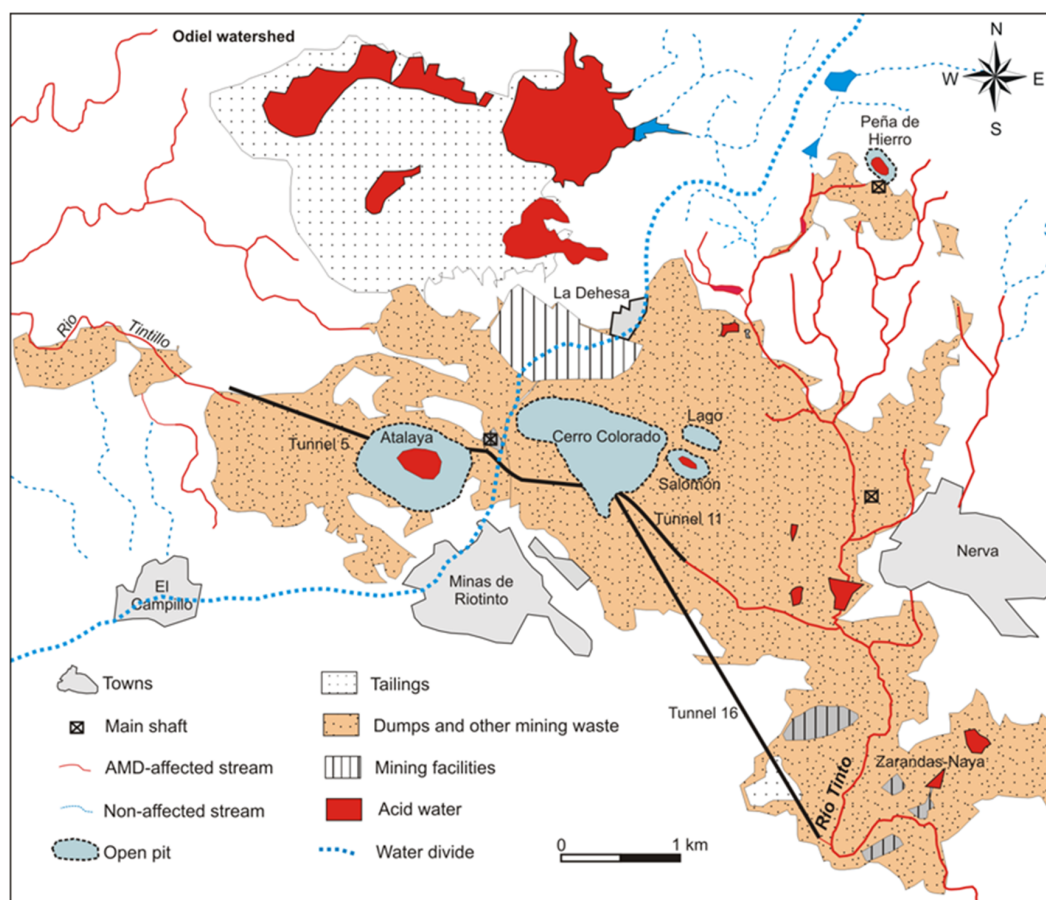 Odiel watershed
N
W
E
S
Peña de
Hierro
La Dehesa
Río
Tintillo
Lago
Tunnel 5
Atalaya
Cerro Colorado
Salomón
Tunnel 11
Nerva
El
Campillo
Minas de
Riotinto
Towns
Main shaft
AMD-affected stream
Non-affected stream
Open pit
Tailings
Dumps and other mining waste
Mining facilities
Acid water
Water divide
Tunnel 16
Zarandas-Naya
Río Tinto
0
1 km